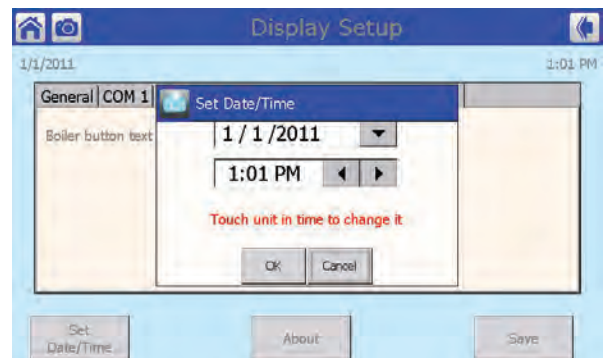 Display Setup
1/1/2011 1:01 PM
General COM 1
Set Date/Time
Boiler button text
1 / 1 /2011
1:01 PM
Touch unit in time to change it
OK Cancel
Set Date/Time About Save